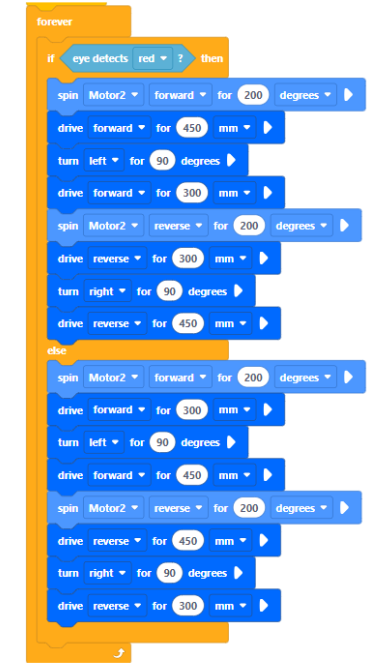 forever
if eye detects red ? then
spin Motor2 forward for 200 degrees
drive forward for 450 mm
turn left for 90 degrees
drive forward for 300 mm
spin Motor2 reverse for 200 degrees
drive reverse for 300 mm
turn right for 90 degrees
drive reverse for 450 mm
else
spin Motor2 forward for 200 degrees
drive forward for 300 mm
turn left for 90 degrees
drive forward for 450 mm
spin Motor2 reverse for 200 degrees
drive reverse for 450 mm
turn right for 90 degrees
drive reverse for 300 mm